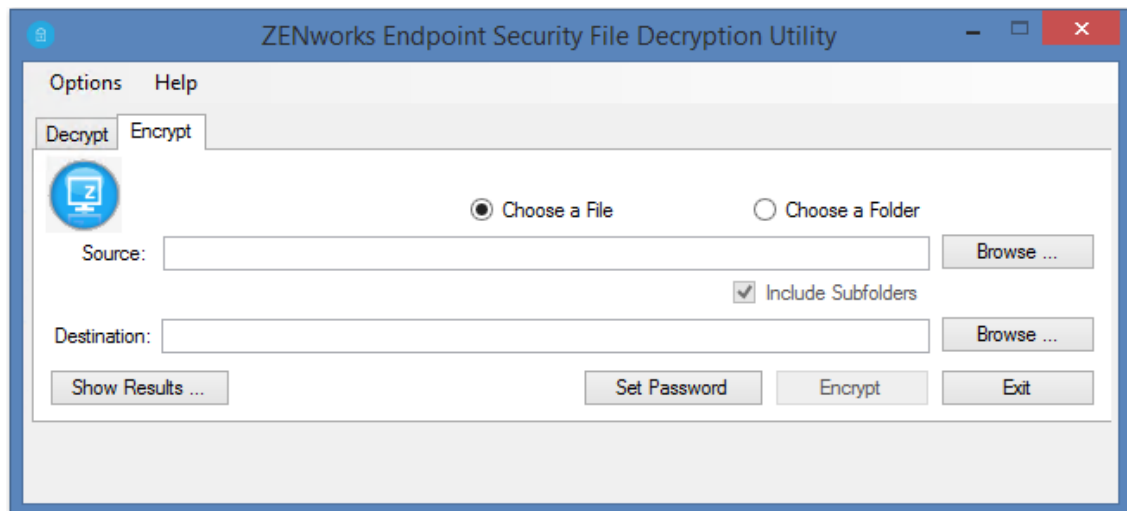 ZENworks Endpoint Security File Decryption Utility
Options Help
Decrypt Encrypt
Z
Choose a File Choose a Folder
Source: Browse ...
Include Subfolders
Destination: Browse ...
Show Results ... Set Password Encrypt Exit